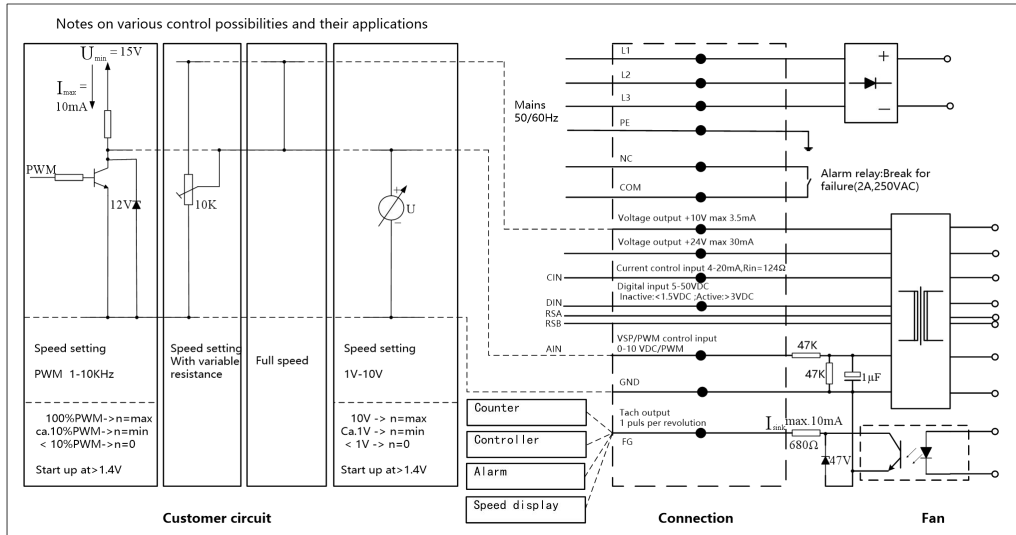 Notes on various control possibilities and their applications
Umin = 15V
Imax =
10mA
PWM
12V
Speed setting
PWM 1-10KHz
100%PWM->n=max
ca.10%PWM->n=min
< 10%PWM->n=0
Start up at>1.4V
10K
Speed setting
With variable
resistance
Full speed
U
Speed setting
1V-10V
10V -> n=max
Ca.1V -> n=min
< 1V -> n=0
Start up at>1.4V
Customer circuit
Mains
50/60Hz
L1
L2
L3
PE
NC
COM
Alarm relay:Break for
failure(2A,250VAC)
Voltage output +10V max 3.5mA
Voltage output +24V max 30mA
CIN
Current control input 4-20mA,Rin=124Ω
Digital input 5-50VDC
Inactive:<1.5VDC ;Active:>3VDC
DIN
RSA
RSB
AIN
VSP/PWM control input
0-10 VDC/PWM
47K
47K
1μF
GND
Counter
Controller
Alarm
Speed display
Tach output
1 puls per revolution
FG
Isink max.10mA
680Ω
47V
Connection
Fan
+
−